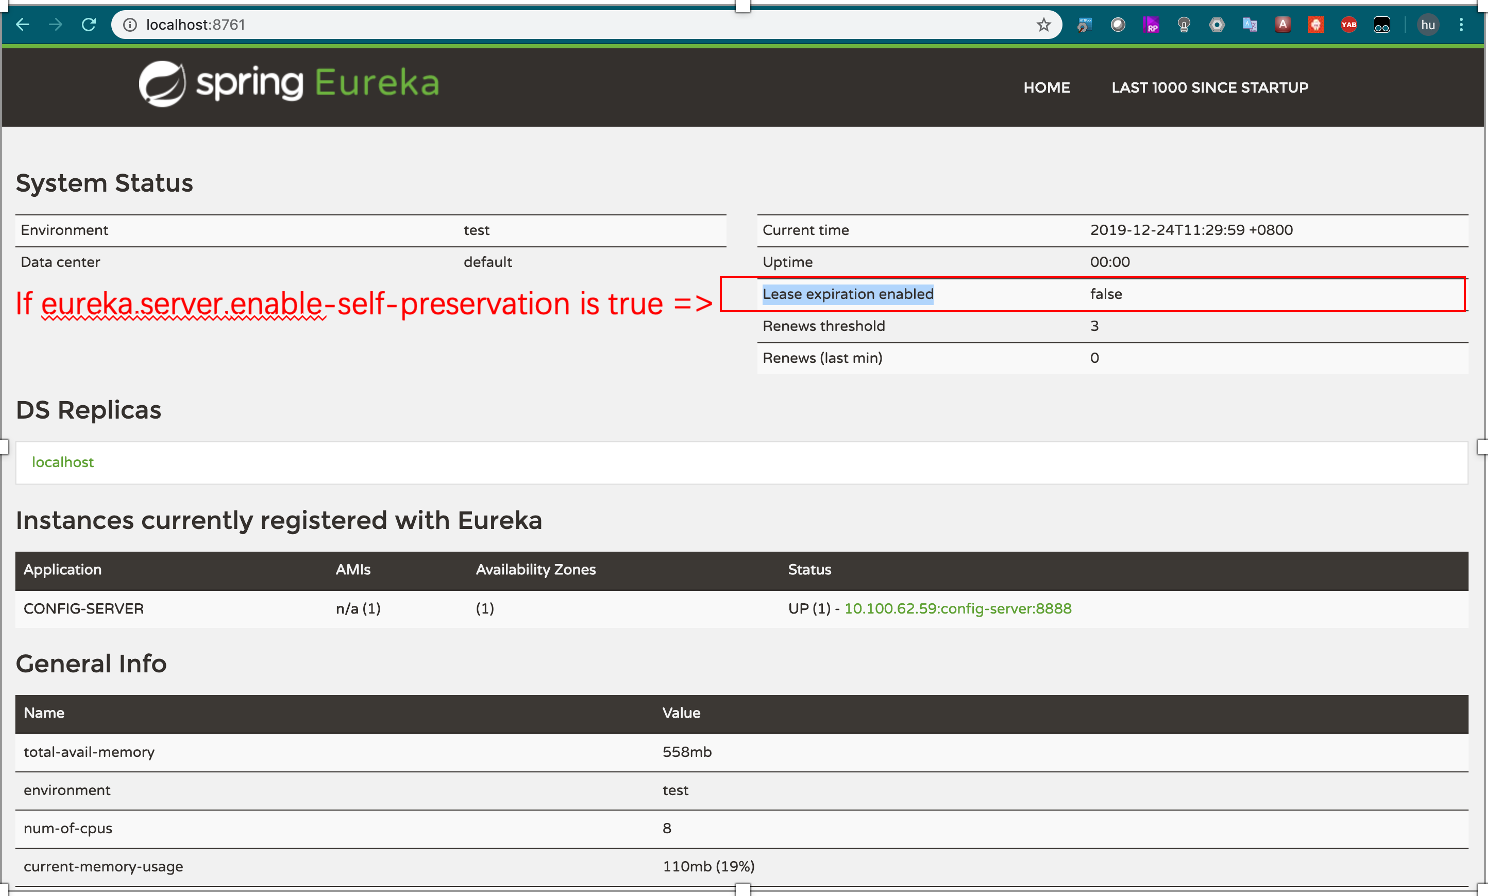 localhost:8761
RP
A
YAB
hu
spring Eureka
HOME LAST 1000 SINCE STARTUP
System Status
Environment test
Data center default
Current time 2019-12-24T11:29:59 +0800
Uptime 00:00
If eureka.server.enable-self-preservation is true =>
Lease expiration enabled false
Renews threshold 3
Renews (last min) 0
DS Replicas
localhost
Instances currently registered with Eureka
Application AMIs Availability Zones Status
CONFIG-SERVER n/a (1) (1) UP (1) - 10.100.62.59:config-server:8888
General Info
Name Value
total-avail-memory 558mb
environment test
num-of-cpus 8
current-memory-usage 110mb (19%)